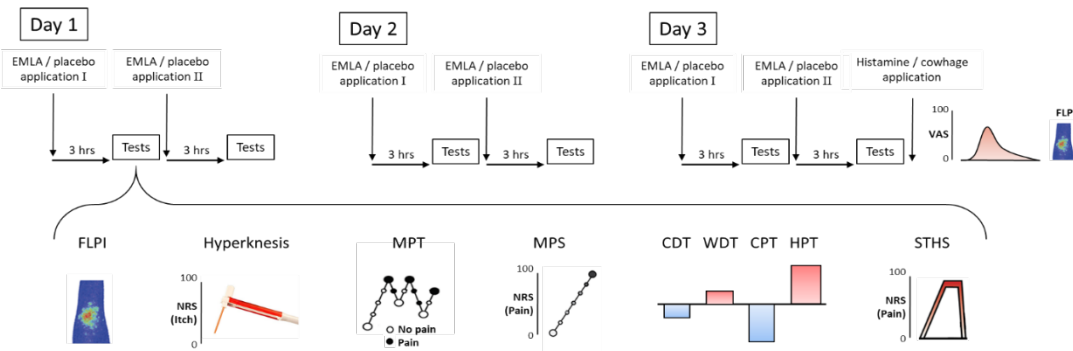 Day 1
EMLA / placebo
application I
EMLA / placebo
application II
3 hrs
Tests
3 hrs
Tests
Day 2
EMLA / placebo
application I
EMLA / placebo
application II
3 hrs
Tests
3 hrs
Tests
Day 3
EMLA / placebo
application I
EMLA / placebo
application II
Histamine / cowhage
application
3 hrs
Tests
3 hrs
Tests
100
VAS
0
FLP
FLPI
Hyperknesis
100
NRS
(Itch)
0
MPT
No pain
Pain
MPS
100
NRS
(Pain)
0
CDT WDT CPT HPT
STHS
100
NRS
(Pain)
0